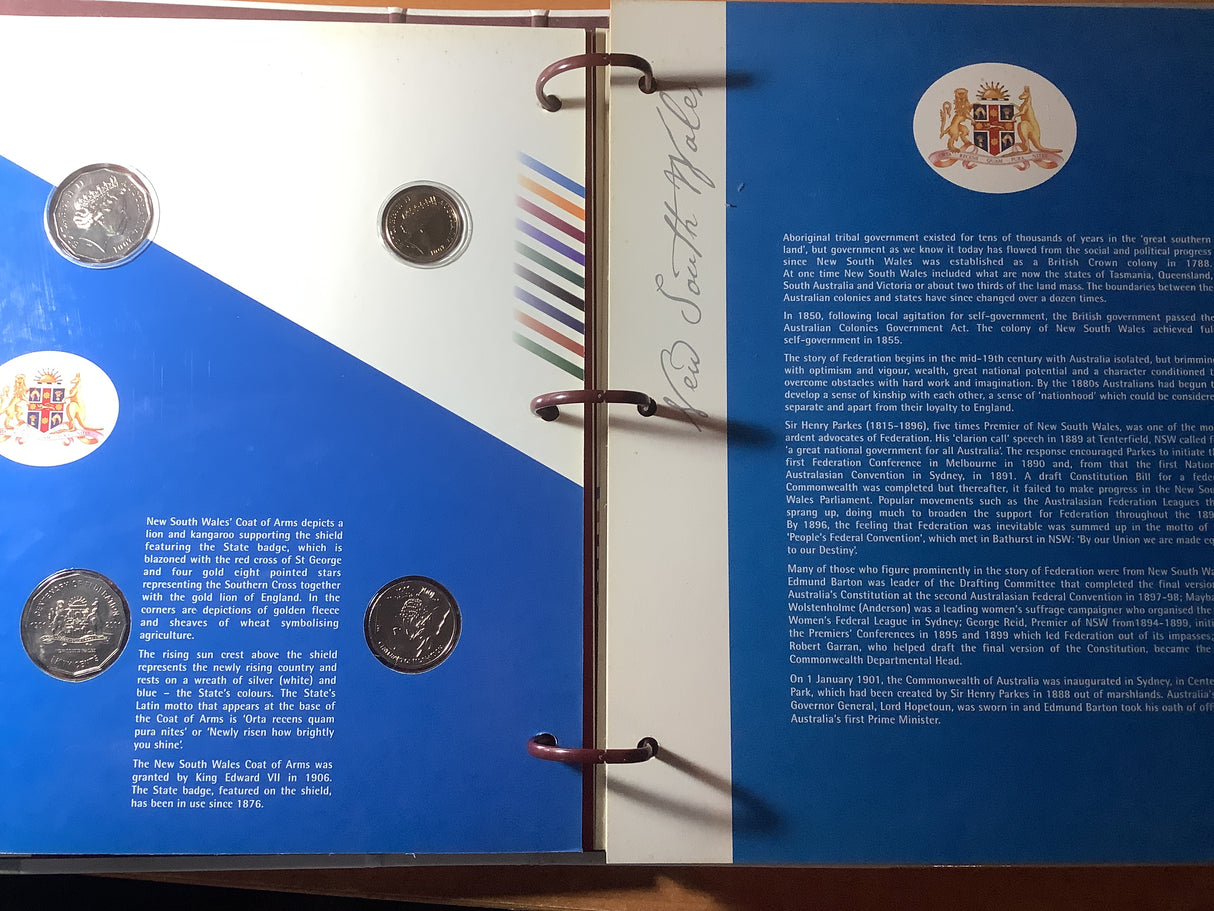 ELIZABETH II
2001
New South Wales' Coat of Arms depicts a
lion and kangaroo supporting the shield
featuring the State badge, which is
blazoned with the red cross of St George
and four gold eight pointed stars
representing the Southern Cross together
with the gold lion of England. In the
corners are depictions of golden fleece
and sheaves of wheat symbolising
agriculture.
The rising sun crest above the shield
represents the newly rising country and
rests on a wreath of silver (white) and
blue – the State's colours. The State's
Latin motto that appears at the base of
the Coat of Arms is 'Orta recens quam
pura nites' or 'Newly risen how brightly
you shine'.
The New South Wales Coat of Arms was
granted by King Edward VII in 1906.
The State badge, featured on the shield,
has been in use since 1876.
CENTENARY OF FEDERATION
1901 2001
FIFTY CENTS
New South Wales
RECENS QUAM PURA
Aboriginal tribal government existed for tens of thousands of years in the 'great southern
land', but government as we know it today has flowed from the social and political progress
since New South Wales was established as a British Crown colony in 1788.
At one time New South Wales included what are now the states of Tasmania, Queensland,
South Australia and Victoria or about two thirds of the land mass. The boundaries between the
Australian colonies and states have since changed over a dozen times.
In 1850, following local agitation for self-government, the British government passed the
Australian Colonies Government Act. The colony of New South Wales achieved ful
self-government in 1855.
The story of Federation begins in the mid-19th century with Australia isolated, but brimmin
with optimism and vigour, wealth, great national potential and a character conditioned t
overcome obstacles with hard work and imagination. By the 1880s Australians had begun t
develop a sense of kinship with each other, a sense of 'nationhood' which could be considere
separate and apart from their loyalty to England.
Sir Henry Parkes (1815–1896), five times Premier of New South Wales, was one of the mo
ardent advocates of Federation. His 'clarion call' speech in 1889 at Tenterfield, NSW called f
'a great national government for all Australia'. The response encouraged Parkes to initiate t
first Federation Conference in Melbourne in 1890 and, from that the first Nation
Australasian Convention in Sydney, in 1891. A draft Constitution Bill for a fede
Commonwealth was completed but thereafter, it failed to make progress in the New Sou
Wales Parliament. Popular movements such as the Australasian Federation Leagues th
sprang up, doing much to broaden the support for Federation throughout the 189
By 1896, the feeling that Federation was inevitable was summed up in the motto of
'People's Federal Convention', which met in Bathurst in NSW: 'By our Union we are made eq
to our Destiny'.
Many of those who figure prominently in the story of Federation were from New South Wa
Edmund Barton was leader of the Drafting Committee that completed the final versio
Australia's Constitution at the second Australasian Federal Convention in 1897-98; Mayba
Wolstenholme (Anderson) was a leading women's suffrage campaigner who organised the
Women's Federal League in Sydney; George Reid, Premier of NSW from1894–1899, initi
the Premiers' Conferences in 1895 and 1899 which led Federation out of its impasses;
Robert Garran, who helped draft the final version of the Constitution, became the
Commonwealth Departmental Head.
On 1 January 1901, the Commonwealth of Australia was inaugurated in Sydney, in Cente
Park, which had been created by Sir Henry Parkes in 1888 out of marshlands. Australia's
Governor General, Lord Hopetoun, was sworn in and Edmund Barton took his oath of off
Australia's first Prime Minister.